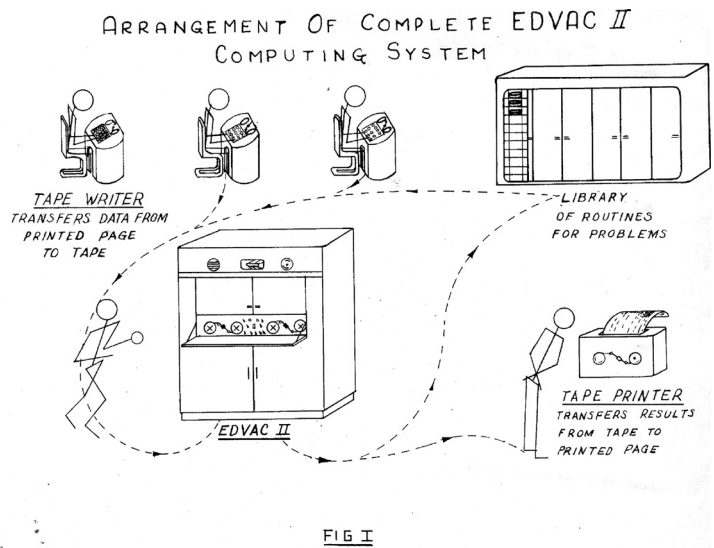 ARRANGEMENT OF COMPLETE EDVAC II
COMPUTING SYSTEM
TAPE WRITER
TRANSFERS DATA FROM
PRINTED PAGE
TO TAPE
LIBRARY
OF ROUTINES
FOR PROBLEMS
EDVAC II
TAPE PRINTER
TRANSFERS RESULTS
FROM TAPE TO
PRINTED PAGE
FIG I